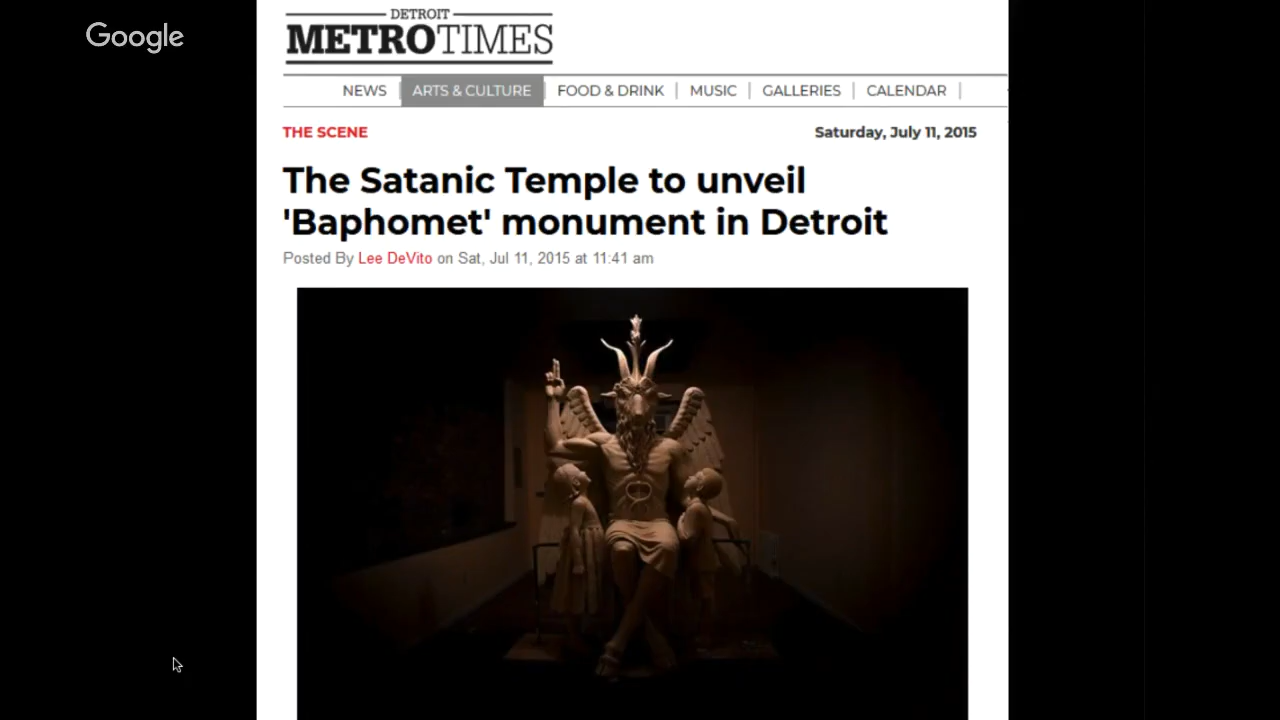 Google
DETROIT
METROTIMES
NEWS | ARTS & CULTURE | FOOD & DRINK | MUSIC | GALLERIES | CALENDAR |
THE SCENE
Saturday, July 11, 2015
The Satanic Temple to unveil
'Baphomet' monument in Detroit
Posted By Lee DeVito on Sat, Jul 11, 2015 at 11:41 am